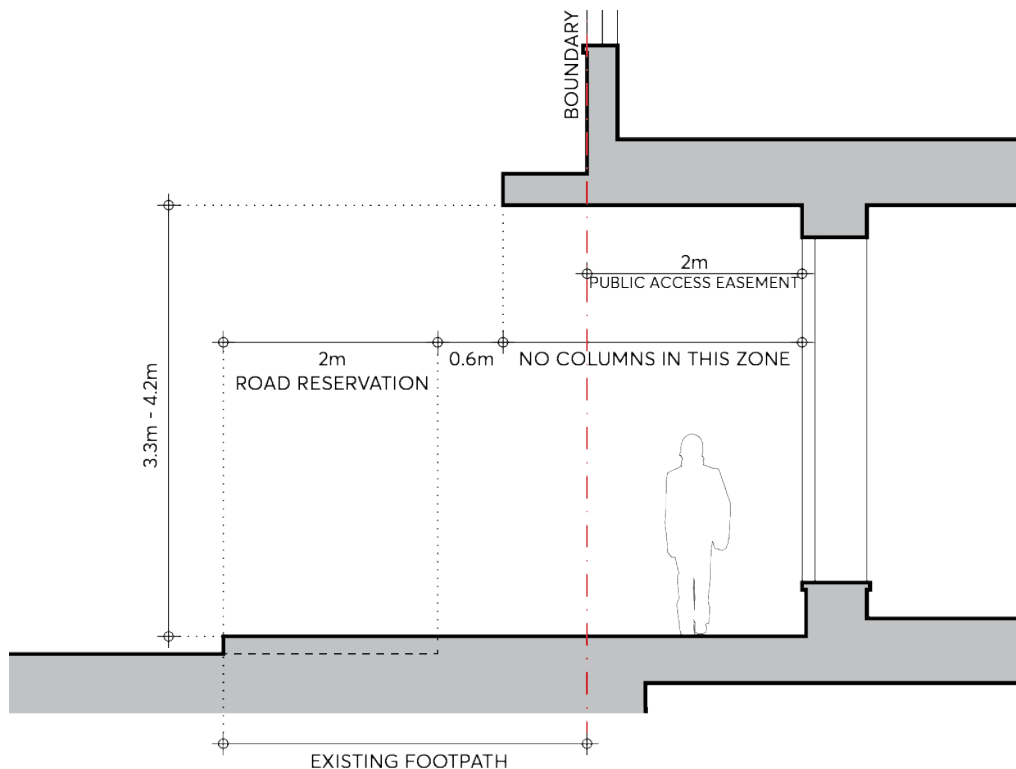 BOUNDARY
2m
PUBLIC ACCESS EASEMENT
2m
ROAD RESERVATION
0.6m
NO COLUMNS IN THIS ZONE
3.3m - 4.2m
EXISTING FOOTPATH